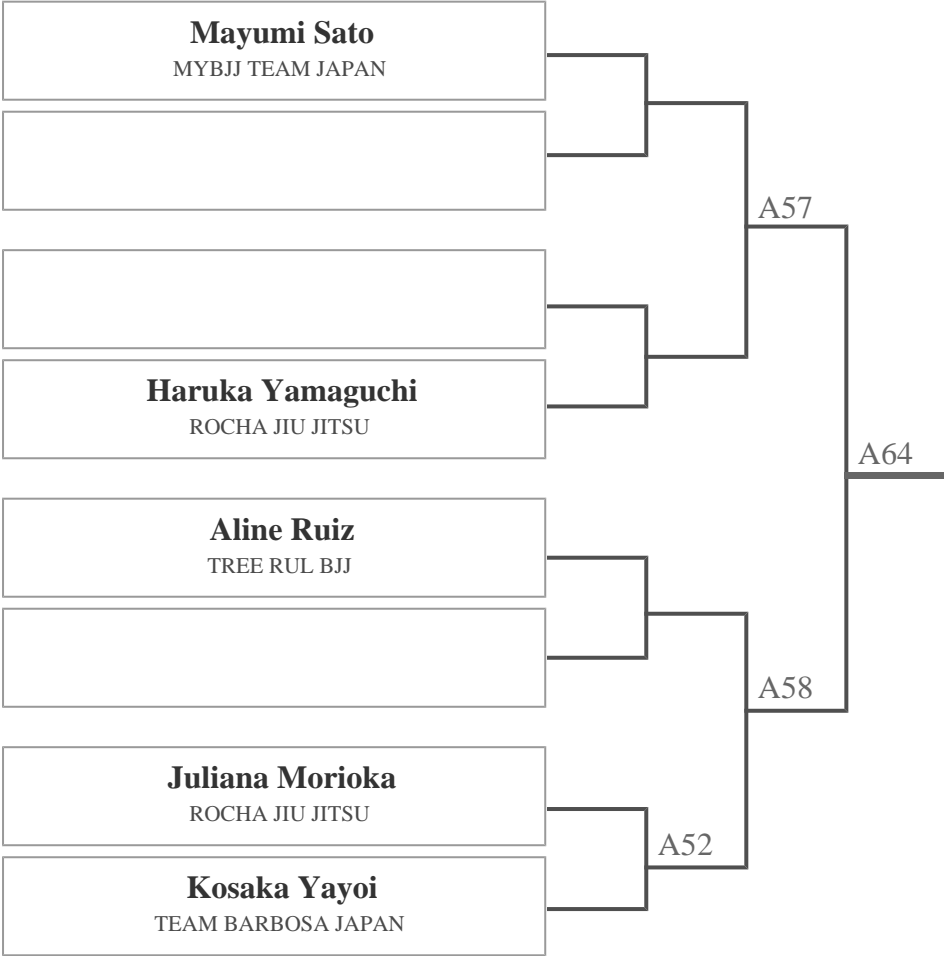 Mayumi Sato
MYBJJ TEAM JAPAN
A57
Haruka Yamaguchi
ROCHA JIU JITSU
A64
Aline Ruiz
TREE RUL BJJ
A58
Juliana Morioka
ROCHA JIU JITSU
A52
Kosaka Yayoi
TEAM BARBOSA JAPAN